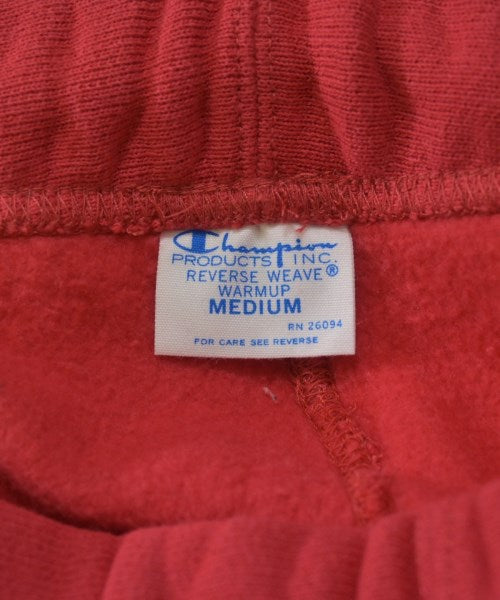 Champion
PRODUCTS INC.
REVERSE WEAVE®
WARMUP
MEDIUM
RN 26094
FOR CARE SEE REVERSE